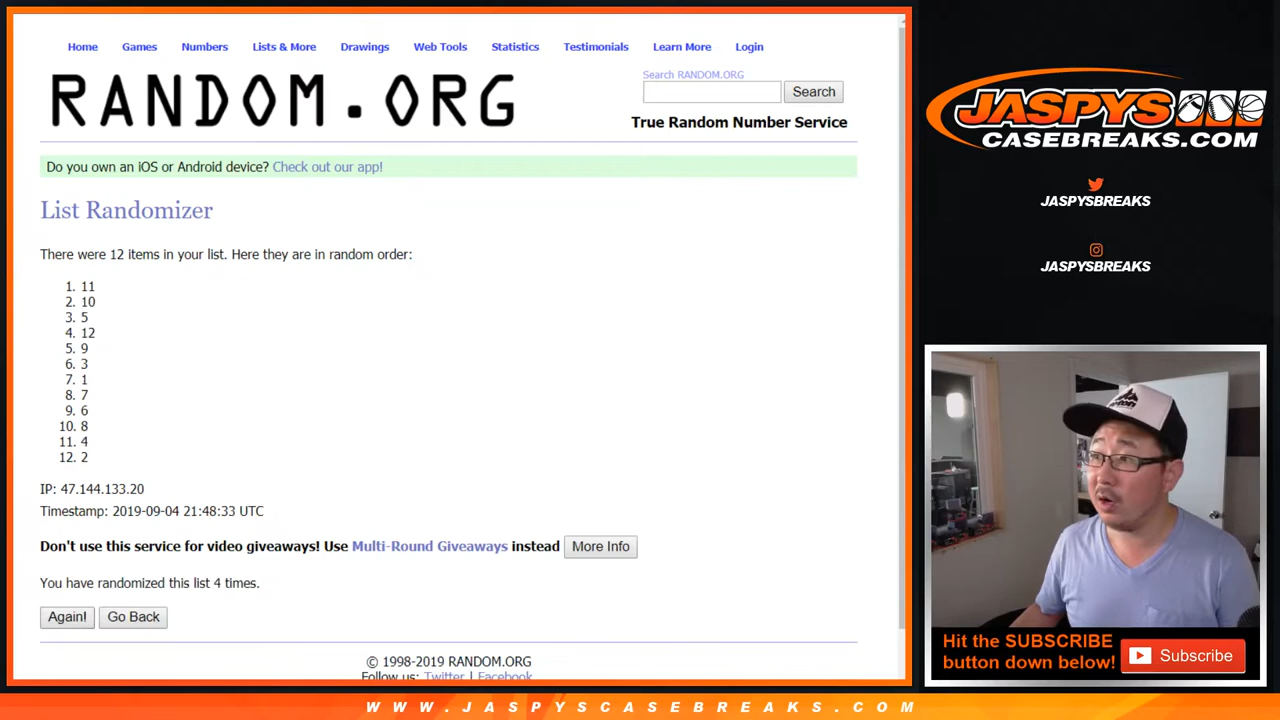 Home Games Numbers Lists & More Drawings Web Tools Statistics Testimonials Learn More Login
RANDOM.ORG
Search RANDOM.ORG
Search
True Random Number Service
Do you own an iOS or Android device? Check out our app!
List Randomizer
There were 12 items in your list. Here they are in random order:
1. 11
2. 10
3. 5
4. 12
5. 9
6. 3
7. 1
8. 7
9. 6
10. 8
11. 4
12. 2
IP: 47.144.133.20
Timestamp: 2019-09-04 21:48:33 UTC
Don't use this service for video giveaways! Use Multi-Round Giveaways instead More Info
You have randomized this list 4 times.
Again! Go Back
© 1998-2019 RANDOM.ORG
Follow us: Twitter | Facebook
JASPYS
CASEBREAKS.COM
JASPYSBREAKS
JASPYSBREAKS
Hit the SUBSCRIBE
button down below!
Subscribe
WWW.JASPYSCASEBREAKS.COM